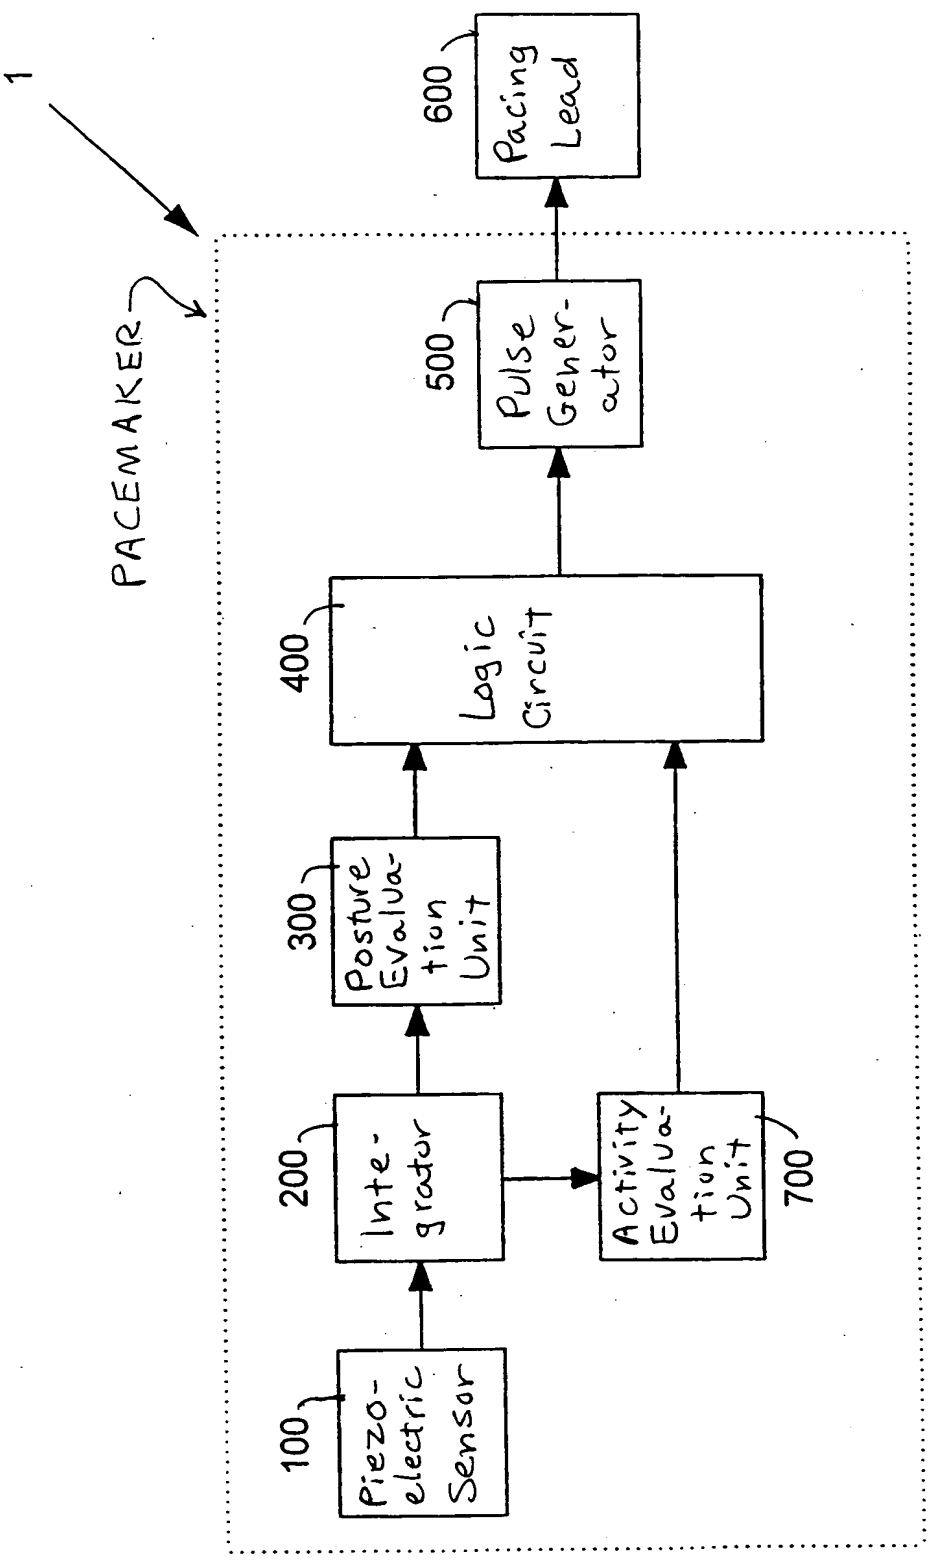 1
PACEMAKER
100
Piezo-
electric
Sensor
200
Inte-
grator
300
Posture
Evalua-
tion
Unit
400
Logic
Circuit
500
Pulse
Gener-
ator
600
Pacing
Lead
Activity
Evalua-
tion
Unit
700